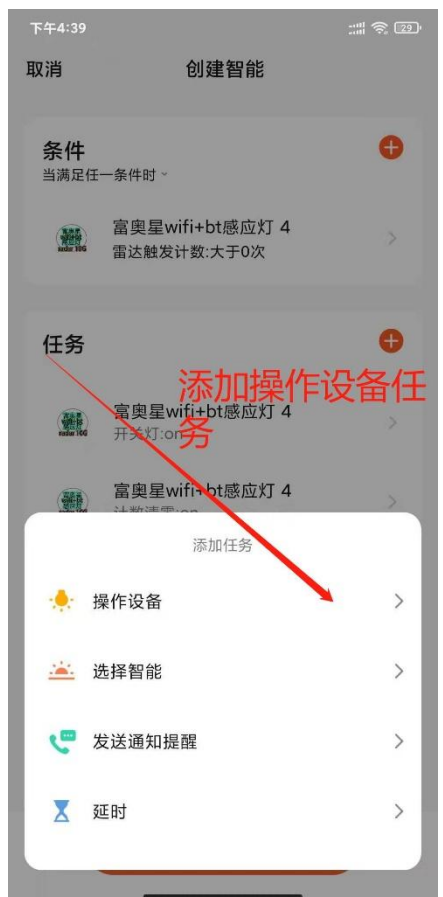 下午4:39
29
取消
创建智能
条件
当满足任一条件时
富奥星wifi+bt感应灯 4
雷达触发计数:大于0次
任务
添加操作设备任务
富奥星wifi+bt感应灯 4
开关灯:on
富奥星wifi+bt感应灯 4
计数清零:on
添加任务
操作设备
选择智能
发送通知提醒
延时